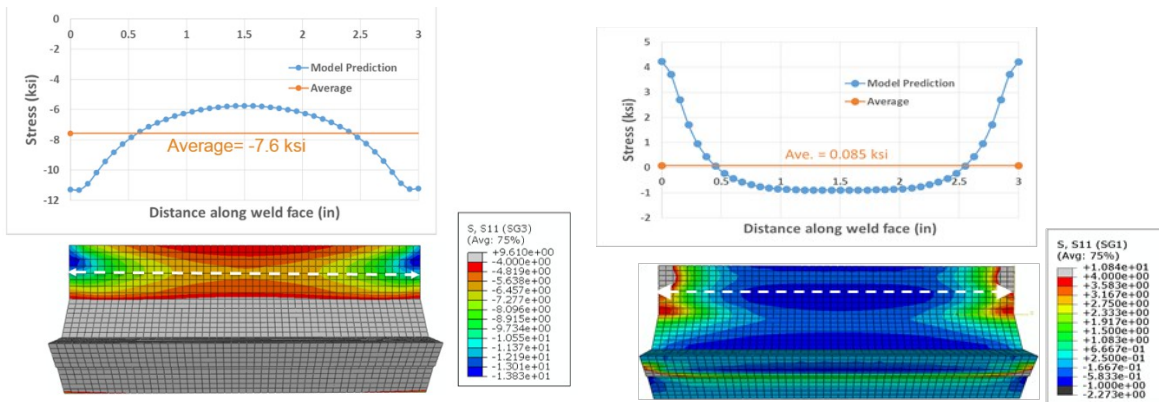 0
-2
-4
-6
-8
-10
-12
Stress (ksi)
0
0.5
1
1.5
2
2.5
3
Model Prediction
Average
Average= -7.6 ksi
Distance along weld face (in)
S, S11 (SG3)
(Avg: 75%)
+9.610e+00
-4.000e+00
-4.819e+00
-5.638e+00
-6.457e+00
-7.277e+00
-8.096e+00
-8.915e+00
-9.734e+00
-1.055e+01
-1.137e+01
-1.219e+01
-1.301e+01
-1.383e+01
5
4
3
2
1
0
-1
-2
Stress (ksi)
Model Prediction
Average
Ave. = 0.085 ksi
0
0.5
1
1.5
2
2.5
3
Distance along weld face (in)
S, S11 (SG1)
(Avg: 75%)
+1.084e+01
+4.000e+00
+3.583e+00
+3.167e+00
+2.750e+00
+2.333e+00
+1.917e+00
+1.500e+00
+1.083e+00
+6.667e-01
+2.500e-01
-1.667e-01
-5.833e-01
-1.000e+00
-2.273e+00